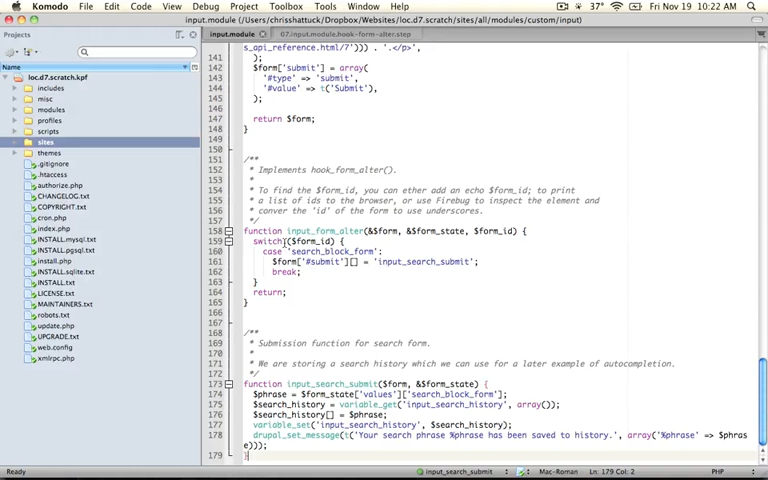 Komodo File Edit Code View Debug Project Toolbox Tools Window Help 37° Fri Nov 19 10:22 AM
input.module (/Users/chrisshattuck/Dropbox/Websites/loc.d7.scratch/sites/all/modules/custom/input)
Projects
input.module
07.input.module.hook-form-alter.step
Name
loc.d7.scratch.kpf
includes
misc
modules
profiles
scripts
sites
themes
.gitignore
.htaccess
authorize.php
CHANGELOG.txt
COPYRIGHT.txt
cron.php
index.php
INSTALL.mysql.txt
INSTALL.pgsql.txt
install.php
INSTALL.sqlite.txt
INSTALL.txt
LICENSE.txt
MAINTAINERS.txt
robots.txt
update.php
UPGRADE.txt
web.config
xmlrpc.php
s_api_reference.html/7'))) . '.</p>',
141 );
142 $form['submit'] = array(
143 '#type' => 'submit',
144 '#value' => t('Submit'),
145 );
146
147 return $form;
148 }
149
150
151 /**
152 * Implements hook_form_alter().
153 *
154 * To find the $form_id, you can ether add an echo $form_id; to print
155 * a list of ids to the browser, or use Firebug to inspect the element and
156 * conver the 'id' of the form to use underscores.
157 */
158 function input_form_alter(&$form, &$form_state, $form_id) {
159 switch ($form_id) {
160 case 'search_block_form':
161 $form['#submit'][] = 'input_search_submit';
162 break;
163 }
164 return;
165 }
166
167
168 /**
169 * Submission function for search form.
170 *
171 * We are storing a search history which we can use for a later example of autocompletion.
172 */
173 function input_search_submit($form, &$form_state) {
174 $phrase = $form_state['values']['search_block_form'];
175 $search_history = variable_get('input_search_history', array());
176 $search_history[] = $phrase;
177 variable_set('input_search_history', $search_history);
178 drupal_set_message(t('Your search phrase %phrase has been saved to history.', array('%phrase' => $phras
e)));
179 }
Ready
input_search_submit
Mac-Roman
Ln: 179 Col: 2
PHP